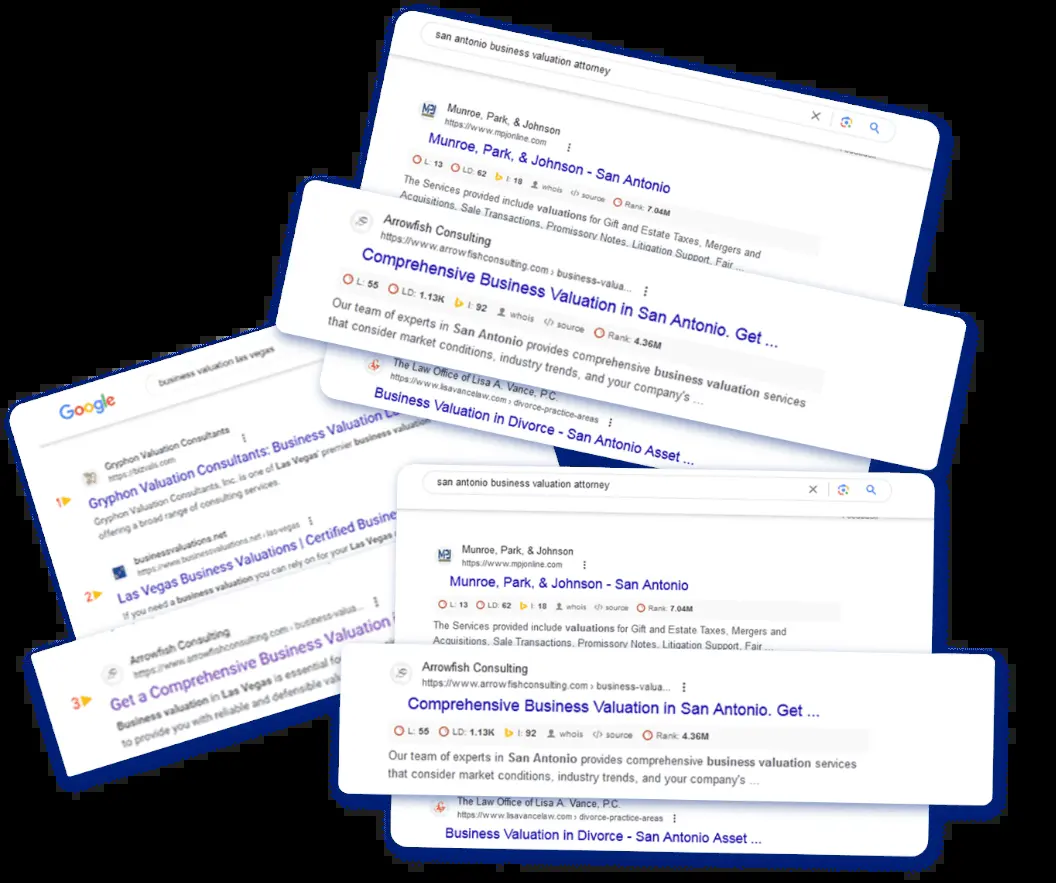 san antonio business valuation attorney
Munroe, Park, & Johnson
https://www.mpjonline.com
Munroe, Park, & Johnson - San Antonio
L: 13 LD: 62 I: 18 whois source Rank: 7.04M
The Services provided include valuations for Gift and Estate Taxes, Mergers and
Acquisitions, Sale Transactions, Promissory Notes, Litigation Support, Fair ...
Arrowfish Consulting
https://www.arrowfishconsulting.com › business-valua...
Comprehensive Business Valuation in San Antonio. Get ...
L: 55 LD: 1.13K I: 92 whois source Rank: 4.36M
Our team of experts in San Antonio provides comprehensive business valuation services
that consider market conditions, industry trends, and your company's ...
The Law Office of Lisa A. Vance, P.C.
https://www.lisavancelaw.com › divorce-practice-areas
Business Valuation in Divorce - San Antonio Asset ...
business valuation las vegas
Google
Gryphon Valuation Consultants
https://bizvals.com
1 Gryphon Valuation Consultants: Business Valuation
Gryphon Valuation Consultants, Inc. is one of Las Vegas' premier business valuation
offering a broad range of consulting services.
businessvaluations.net
https://www.businessvaluations.net › las-vegas
2 Las Vegas Business Valuations | Certified Busine
If you need a business valuation you can rely on for your Las Vegas
Arrowfish Consulting
https://www.arrowfishconsulting.com › business-valua...
3 Get a Comprehensive Business Valuation
Business valuation in Las Vegas is essential
to provide you with reliable and defensible
san antonio business valuation attorney
Munroe, Park, & Johnson
https://www.mpjonline.com
Munroe, Park, & Johnson - San Antonio
L: 13 LD: 62 I: 18 whois source Rank: 7.04M
The Services provided include valuations for Gift and Estate Taxes, Mergers and
Acquisitions, Sale Transactions, Promissory Notes, Litigation Support, Fair ...
Arrowfish Consulting
https://www.arrowfishconsulting.com › business-valua...
Comprehensive Business Valuation in San Antonio. Get ...
L: 55 LD: 1.13K I: 92 whois source Rank: 4.36M
Our team of experts in San Antonio provides comprehensive business valuation services
that consider market conditions, industry trends, and your company's ...
The Law Office of Lisa A. Vance, P.C.
https://www.lisavancelaw.com › divorce-practice-areas
Business Valuation in Divorce - San Antonio Asset ...